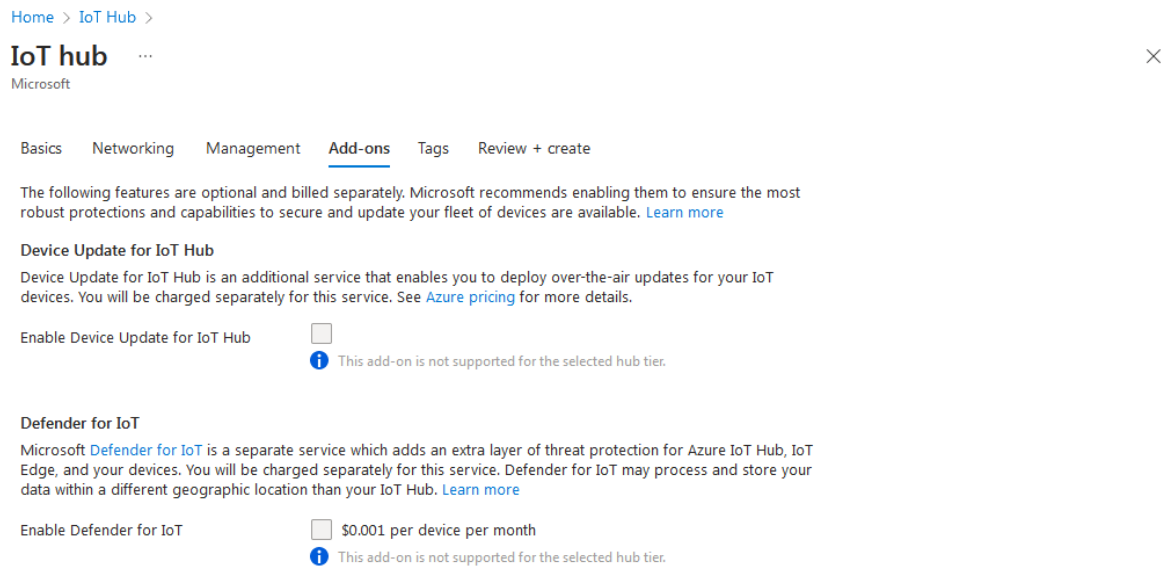 Home > IoT Hub >
IoT hub ...
Microsoft
Basics Networking Management Add-ons Tags Review + create
The following features are optional and billed separately. Microsoft recommends enabling them to ensure the most
robust protections and capabilities to secure and update your fleet of devices are available. Learn more
Device Update for IoT Hub
Device Update for IoT Hub is an additional service that enables you to deploy over-the-air updates for your IoT
devices. You will be charged separately for this service. See Azure pricing for more details.
Enable Device Update for IoT Hub
This add-on is not supported for the selected hub tier.
Defender for IoT
Microsoft Defender for IoT is a separate service which adds an extra layer of threat protection for Azure IoT Hub, IoT
Edge, and your devices. You will be charged separately for this service. Defender for IoT may process and store your
data within a different geographic location than your IoT Hub. Learn more
Enable Defender for IoT $0.001 per device per month
This add-on is not supported for the selected hub tier.